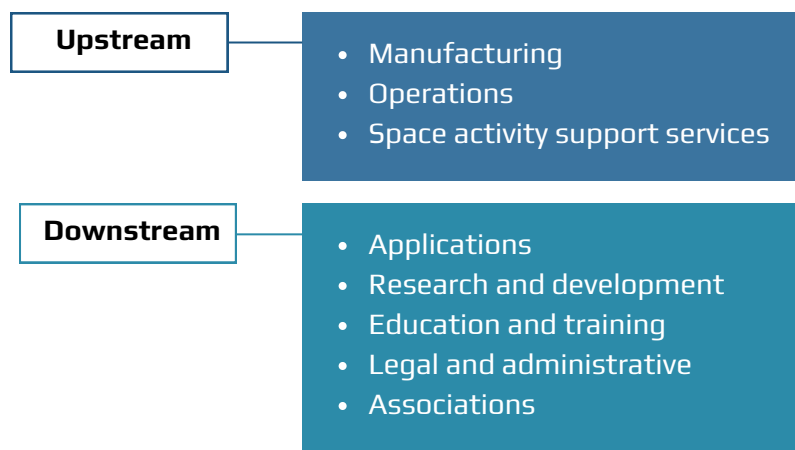 Upstream
• Manufacturing
• Operations
• Space activity support services
Downstream
• Applications
• Research and development
• Education and training
• Legal and administrative
• Associations